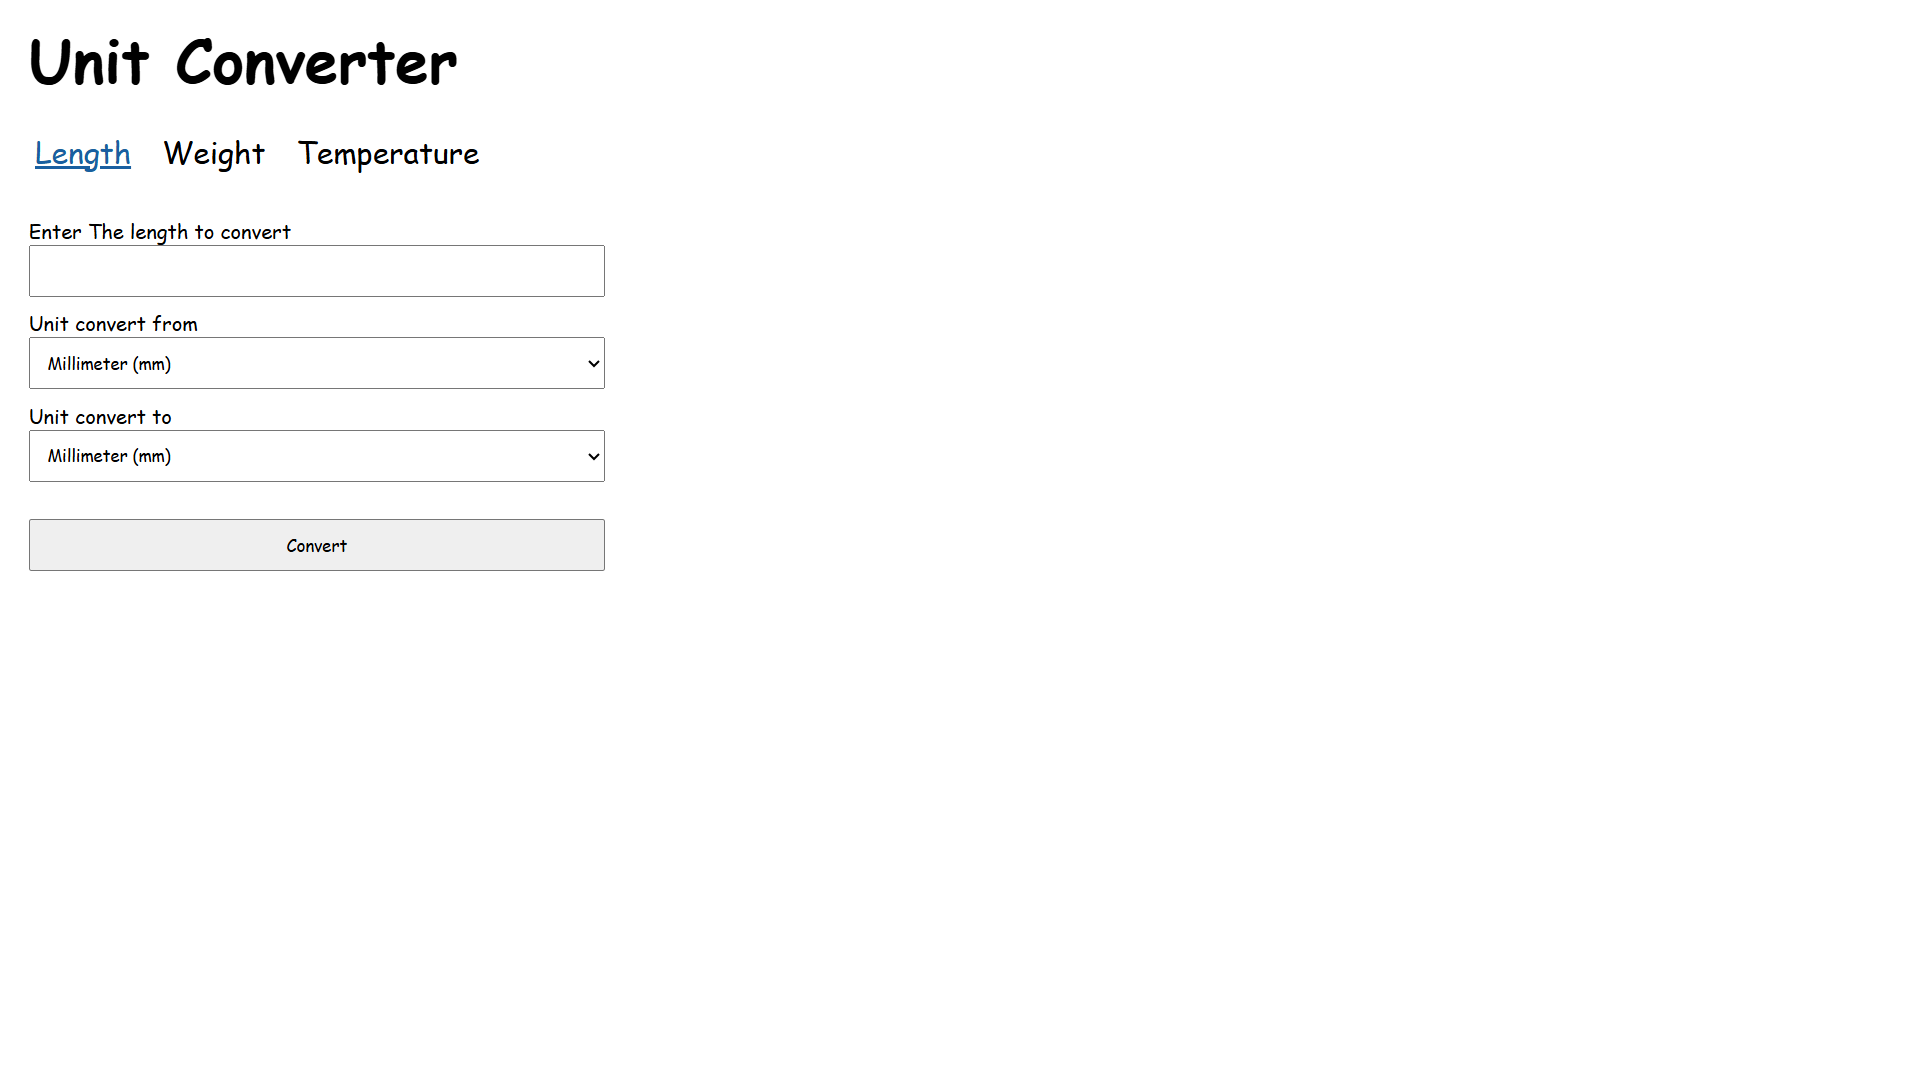 Unit Converter
Length Weight Temperature
Enter The length to convert
Unit convert from
Millimeter (mm)
Unit convert to
Millimeter (mm)
Convert